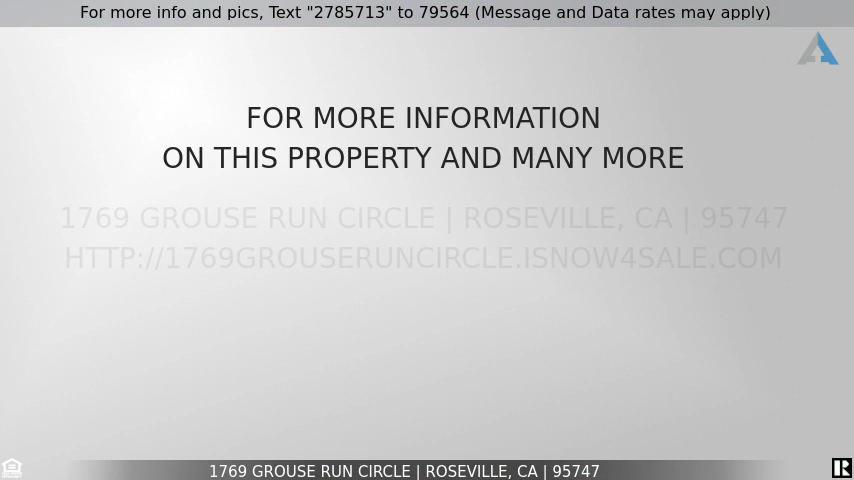 For more info and pics, Text "2785713" to 79564 (Message and Data rates may apply)
FOR MORE INFORMATION
ON THIS PROPERTY AND MANY MORE
1769 GROUSE RUN CIRCLE | ROSEVILLE, CA | 95747
HTTP://1769GROUSERUNCIRCLE.ISNOW4SALE.COM
1769 GROUSE RUN CIRCLE | ROSEVILLE, CA | 95747